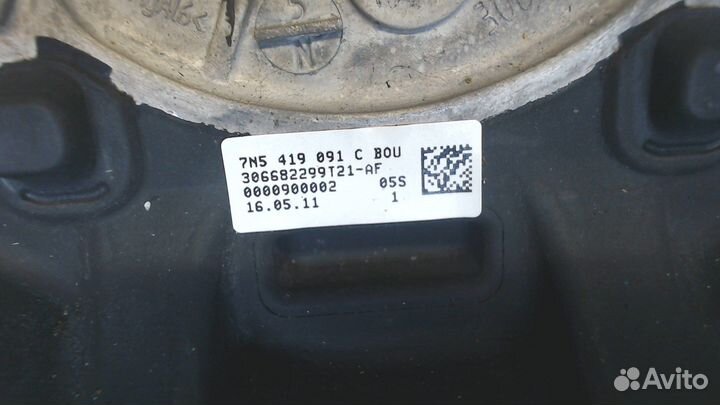 S
N
7N5 419 091 C BOU
306682299T21-AF
0000900002 05S
16.05.11 1
Avito